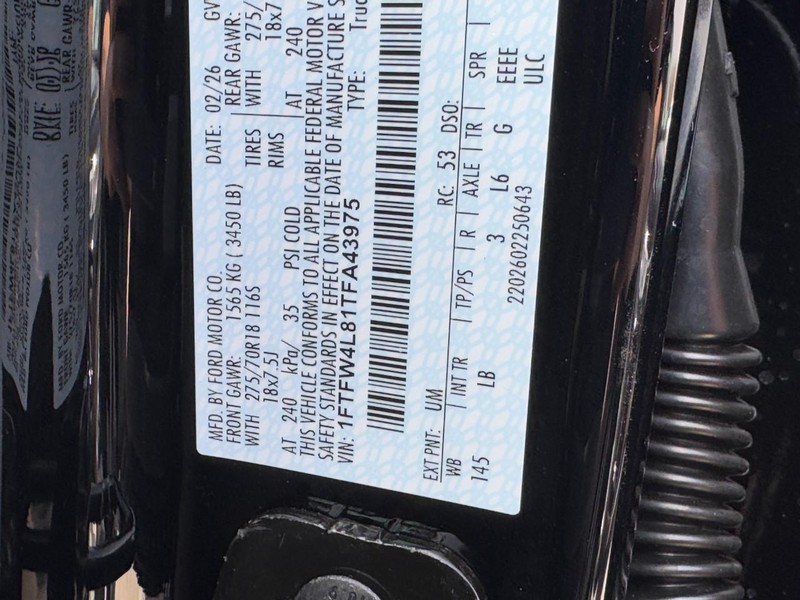 MFD. BY FORD MOTOR CO.
DATE: 02/26
FRONT GAWR: 1565 KG ( 3450 LB)
REAR GAWR:
WITH 275/70R18 116S
TIRES
WITH 275/
18x7.5J
RIMS
18x7
AT 240 kPa/ 35 PSI COLD
AT 240
THIS VEHICLE CONFORMS TO ALL APPLICABLE FEDERAL MOTOR V
SAFETY STANDARDS IN EFFECT ON THE DATE OF MANUFACTURE S
VIN: 1FTFW4L81TFA43975
TYPE: Truc
EXT PNT: UM RC: 53 DSO:
WB | INT TR | TP/PS | R | AXLE | TR | SPR
145 LB 3 L6 G EEEE
2202602250643 ULC